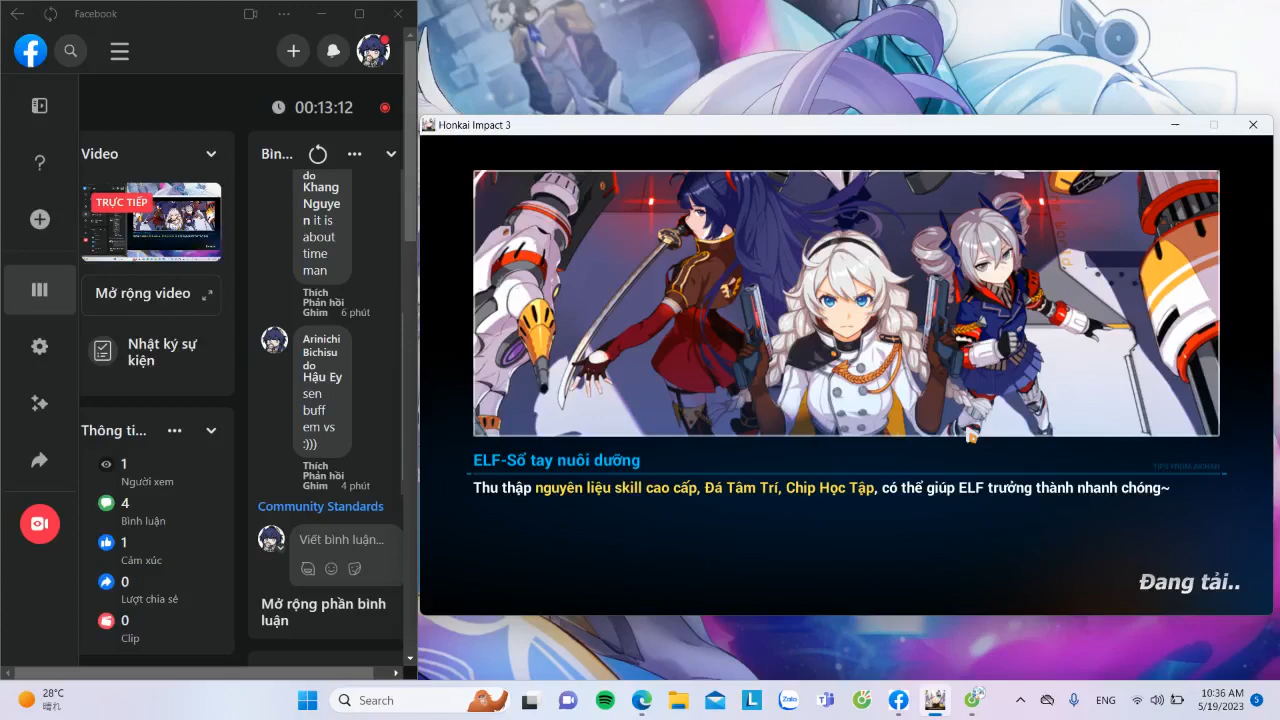 Facebook
00:13:12
Video
TRỰC TIẾP
Mở rộng video
Nhật ký sự
kiện
Thông ti...
1
Người xem
4
Bình luận
1
Cảm xúc
0
Lượt chia sẻ
0
Clip
Bìn...
do
Khang
Nguye
n it is
about
time
man
Thích
Phản hồi
Ghim 6 phút
Arinichi
Bichisu
do
Hậu Ey
sen
buff
em vs
:)))
Thích
Phản hồi
Ghim 4 phút
Community Standards
Viết bình luận...
Mở rộng phần bình
luận
Honkai Impact 3
ELF-Sổ tay nuôi dưỡng
Thu thập nguyên liệu skill cao cấp, Đá Tâm Trí, Chip Học Tập, có thể giúp ELF trưởng thành nhanh chóng~
Đang tải..
28°C
晴れ
Search
Zalo
ENG
10:36 AM
5/19/2023
5